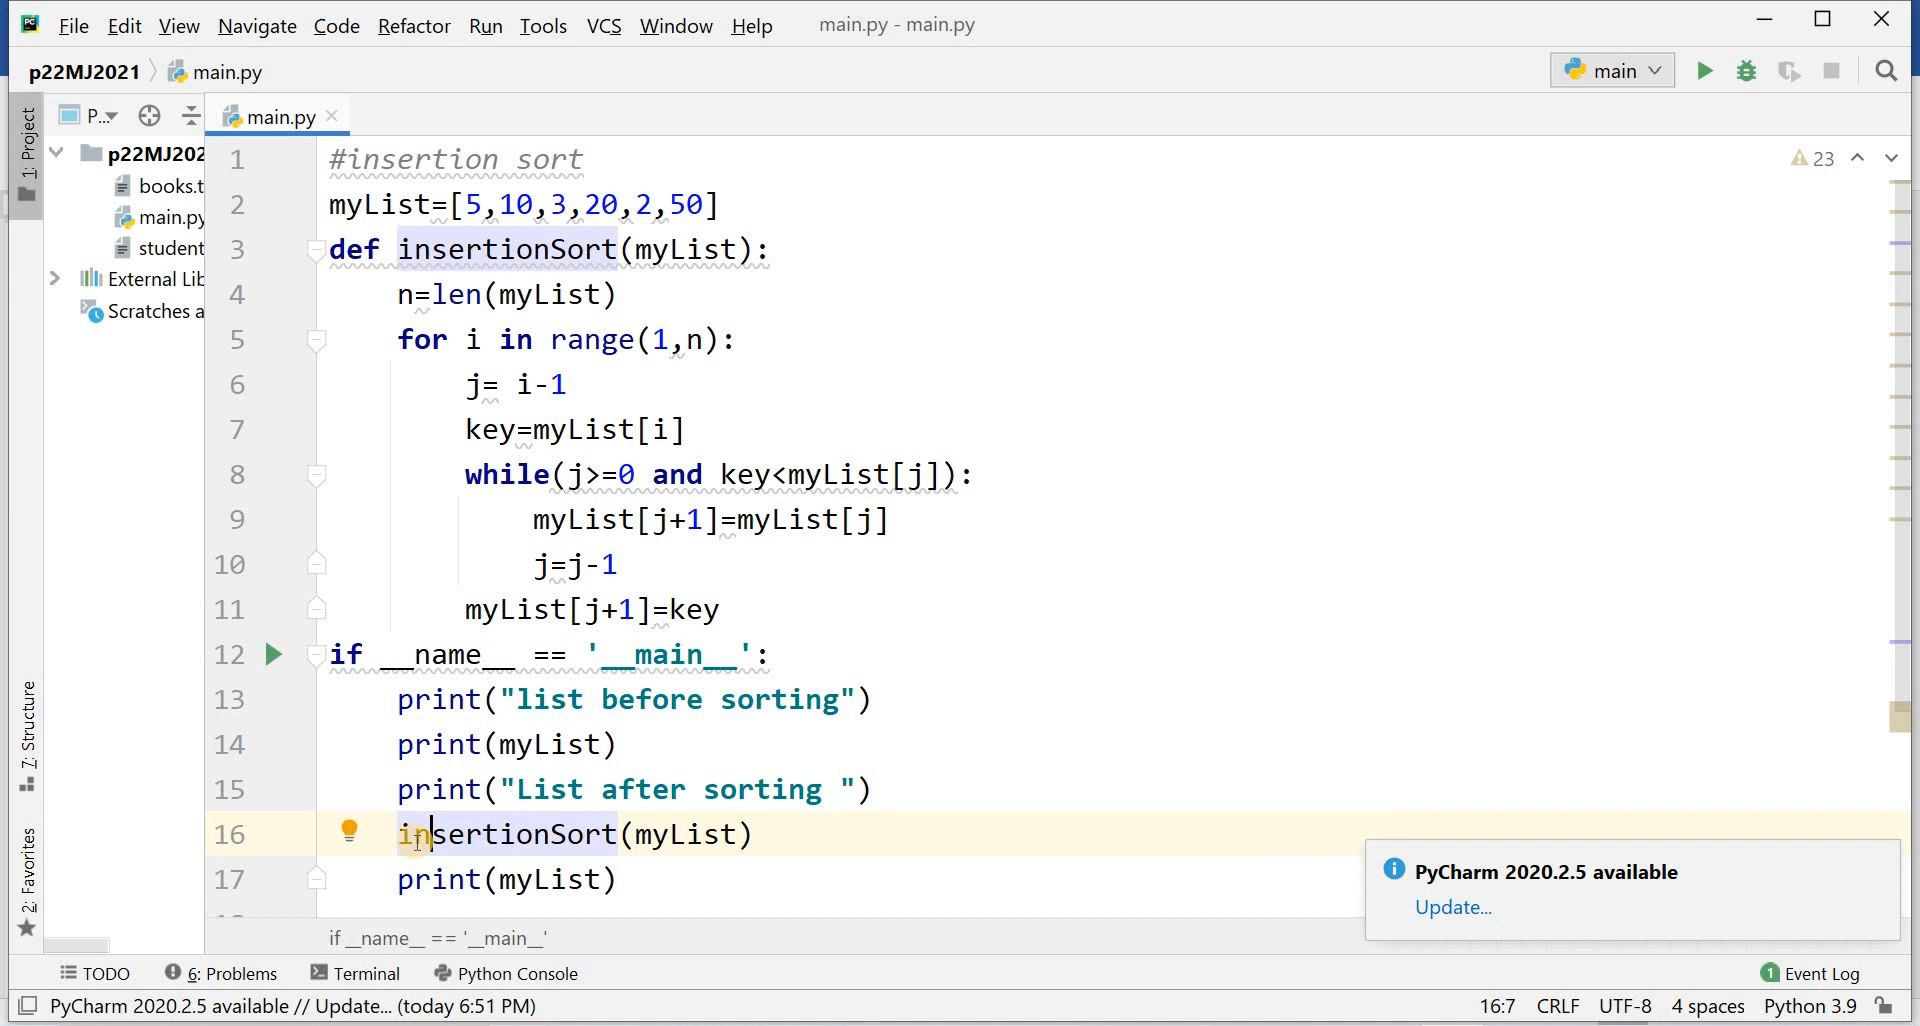 File Edit View Navigate Code Refactor Run Tools VCS Window Help main.py - main.py
p22MJ2021 main.py main
1: Project P... main.py
p22MJ202
books.t
main.py
student
External Lib
Scratches a
23
1 #insertion sort
2 myList=[5,10,3,20,2,50]
3 def insertionSort(myList):
4 n=len(myList)
5 for i in range(1,n):
6 j= i-1
7 key=myList[i]
8 while(j>=0 and key<myList[j]):
9 myList[j+1]=myList[j]
10 j=j-1
11 myList[j+1]=key
12 if __name__ == '__main__':
13 print("list before sorting")
14 print(myList)
15 print("List after sorting ")
16 insertionSort(myList)
17 print(myList)
7: Structure
2: Favorites
PyCharm 2020.2.5 available
Update...
if __name__ == '__main__'
TODO 6: Problems Terminal Python Console 1 Event Log
PyCharm 2020.2.5 available // Update... (today 6:51 PM) 16:7 CRLF UTF-8 4 spaces Python 3.9